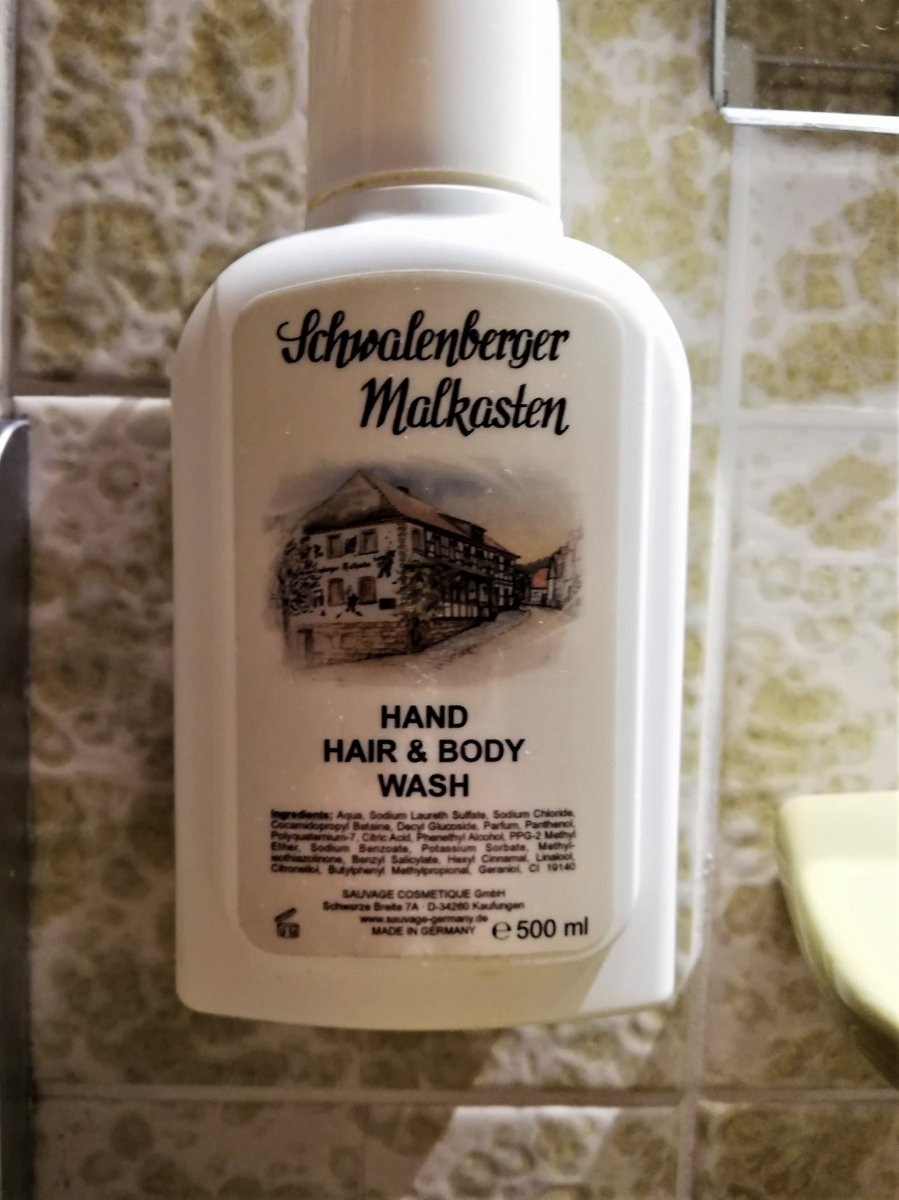 Schwalenberger
Malkasten
HAND
HAIR & BODY
WASH
Ingredients: Aqua, Sodium Laureth Sulfate, Sodium Chloride,
Cocamidopropyl Betaine, Decyl Glucoside, Parfum, Panthenol,
Polyquaternium-7, Citric Acid, Phenethyl Alcohol, PPG-2 Methyl
Ether, Sodium Benzoate, Potassium Sorbate, Methyl-
isothiazolinone, Benzyl Salicylate, Hexyl Cinnamal, Linalool,
Citronellol, Butylphenyl Methylpropional, Geraniol, CI 19140
SAUVAGE COSMETIQUE GmbH
Schwarze Breite 7A · D-34260 Kaufungen
www.sauvage-germany.de
MADE IN GERMANY
℮ 500 ml